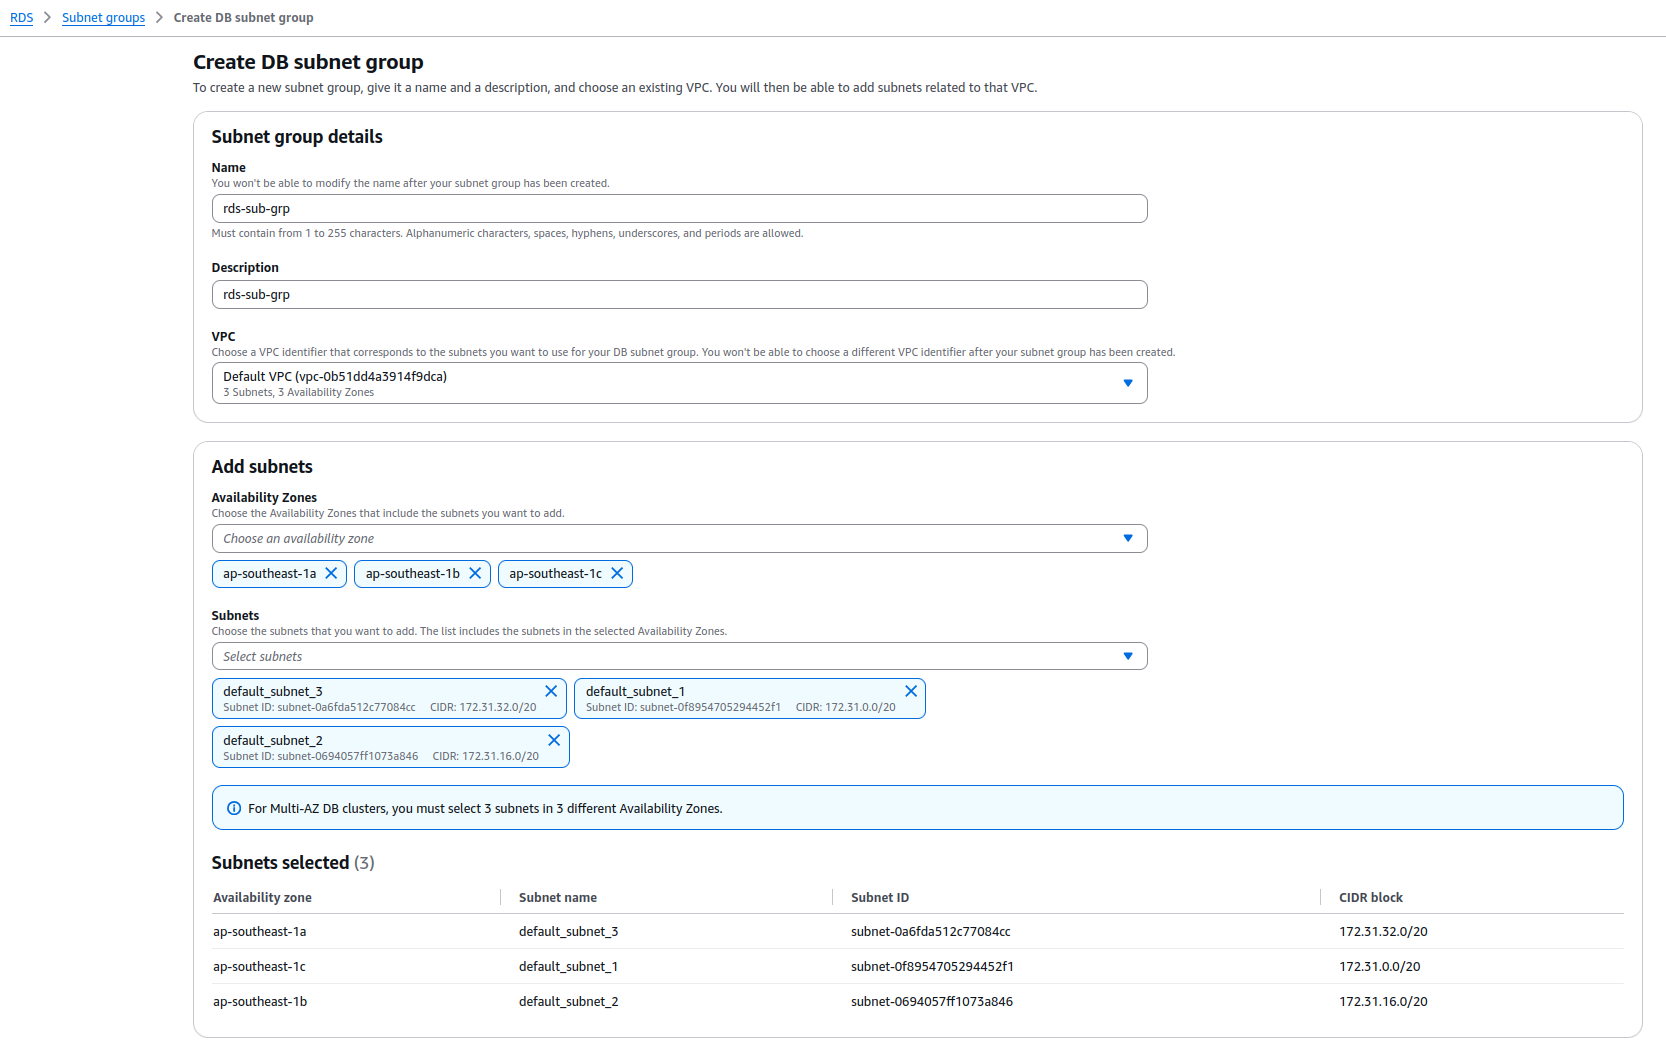 RDS > Subnet groups > Create DB subnet group
Create DB subnet group
To create a new subnet group, give it a name and a description, and choose an existing VPC. You will then be able to add subnets related to that VPC.
Subnet group details
Name
You won't be able to modify the name after your subnet group has been created.
rds-sub-grp
Must contain from 1 to 255 characters. Alphanumeric characters, spaces, hyphens, underscores, and periods are allowed.
Description
rds-sub-grp
VPC
Choose a VPC identifier that corresponds to the subnets you want to use for your DB subnet group. You won't be able to choose a different VPC identifier after your subnet group has been created.
Default VPC (vpc-0b51dd4a3914f9dca)
3 Subnets, 3 Availability Zones
Add subnets
Availability Zones
Choose the Availability Zones that include the subnets you want to add.
Choose an availability zone
ap-southeast-1a ap-southeast-1b ap-southeast-1c
Subnets
Choose the subnets that you want to add. The list includes the subnets in the selected Availability Zones.
Select subnets
default_subnet_3 default_subnet_1
Subnet ID: subnet-0a6fda512c77084cc CIDR: 172.31.32.0/20 Subnet ID: subnet-0f8954705294452f1 CIDR: 172.31.0.0/20
default_subnet_2
Subnet ID: subnet-0694057ff1073a846 CIDR: 172.31.16.0/20
For Multi-AZ DB clusters, you must select 3 subnets in 3 different Availability Zones.
Subnets selected (3)
Availability zone Subnet name Subnet ID CIDR block
ap-southeast-1a default_subnet_3 subnet-0a6fda512c77084cc 172.31.32.0/20
ap-southeast-1c default_subnet_1 subnet-0f8954705294452f1 172.31.0.0/20
ap-southeast-1b default_subnet_2 subnet-0694057ff1073a846 172.31.16.0/20